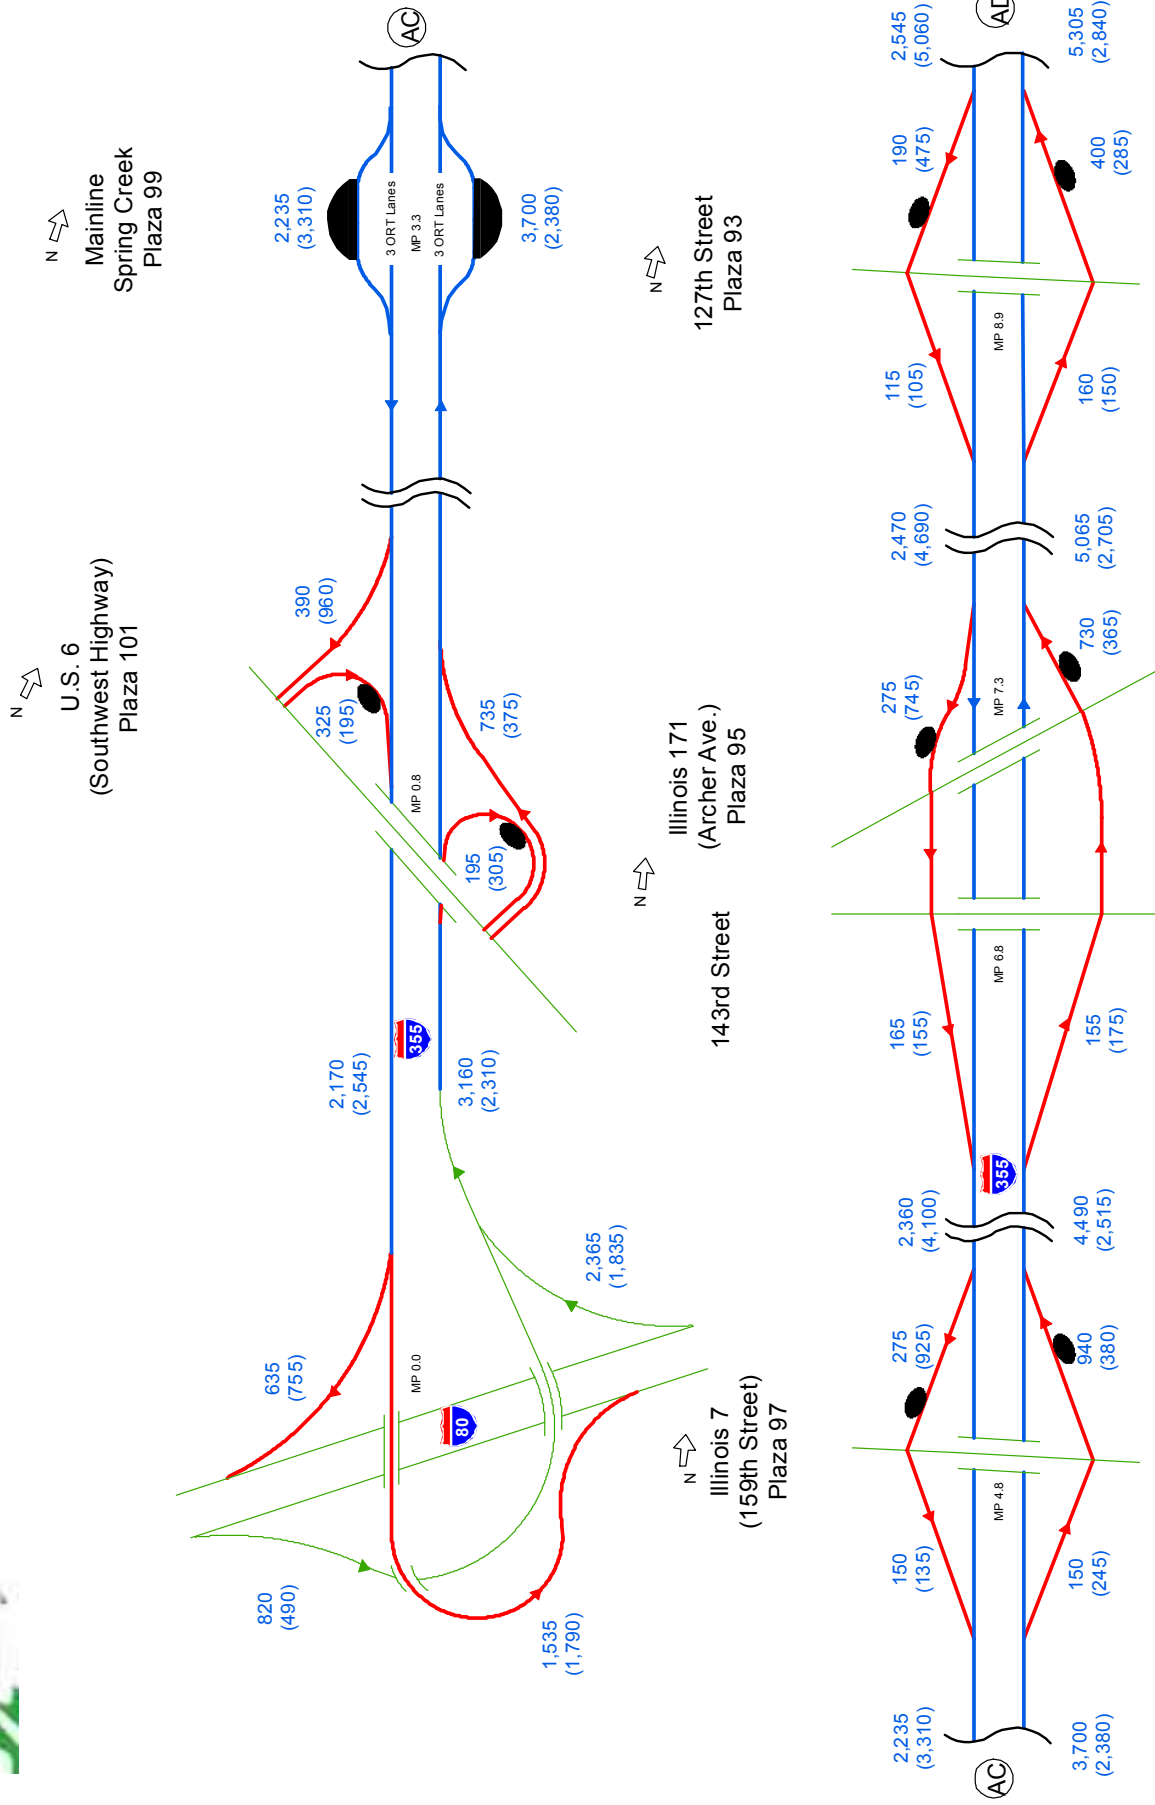 N
Mainline
Spring Creek
Plaza 99
2,235
(3,310)
3 ORT Lanes
MP 3.3
3 ORT Lanes
3,700
(2,380)
AC
N
U.S. 6
(Southwest Highway)
Plaza 101
390
(960)
325
(195)
MP 0.8
735
(375)
195
(305)
2,170
(2,545)
355
3,160
(2,310)
635
(755)
MP 0.0
80
2,365
(1,835)
820
(490)
1,535
(1,790)
N
127th Street
Plaza 93
2,545
(5,060)
AD
5,305
(2,840)
190
(475)
400
(285)
MP 8.9
115
(105)
160
(150)
2,470
(4,690)
5,065
(2,705)
N
Illinois 171
(Archer Ave.)
Plaza 95
143rd Street
275
(745)
MP 7.3
730
(365)
MP 6.8
165
(155)
155
(175)
355
2,360
(4,100)
4,490
(2,515)
N
Illinois 7
(159th Street)
Plaza 97
275
(925)
940
(380)
MP 4.8
150
(135)
150
(245)
2,235
(3,310)
AC
3,700
(2,380)